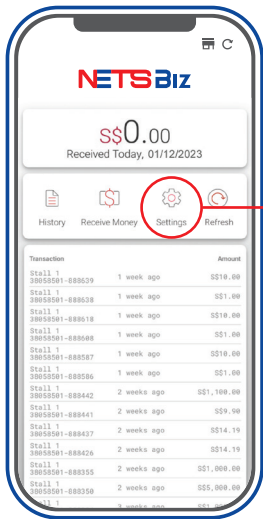 NETSBIZ
S$0.00
Received Today, 01/12/2023
History Receive Money Settings Refresh
Transaction Amount
Stall 1
38058501-888639 1 week ago S$10.00
Stall 1
38058501-888638 1 week ago S$1.00
Stall 1
38058501-888618 1 week ago S$10.00
Stall 1
38058501-888608 1 week ago S$1.00
Stall 1
38058501-888587 1 week ago S$10.00
Stall 1
38058501-888586 1 week ago S$1.00
Stall 1
38058501-888442 2 weeks ago S$1,100.00
Stall 1
38058501-888441 2 weeks ago S$9.90
Stall 1
38058501-888437 2 weeks ago S$14.19
Stall 1
38058501-888426 2 weeks ago S$14.19
Stall 1
38058501-888355 2 weeks ago S$1,000.00
Stall 1
38058501-888350 2 weeks ago S$5,000.00
Stall 1